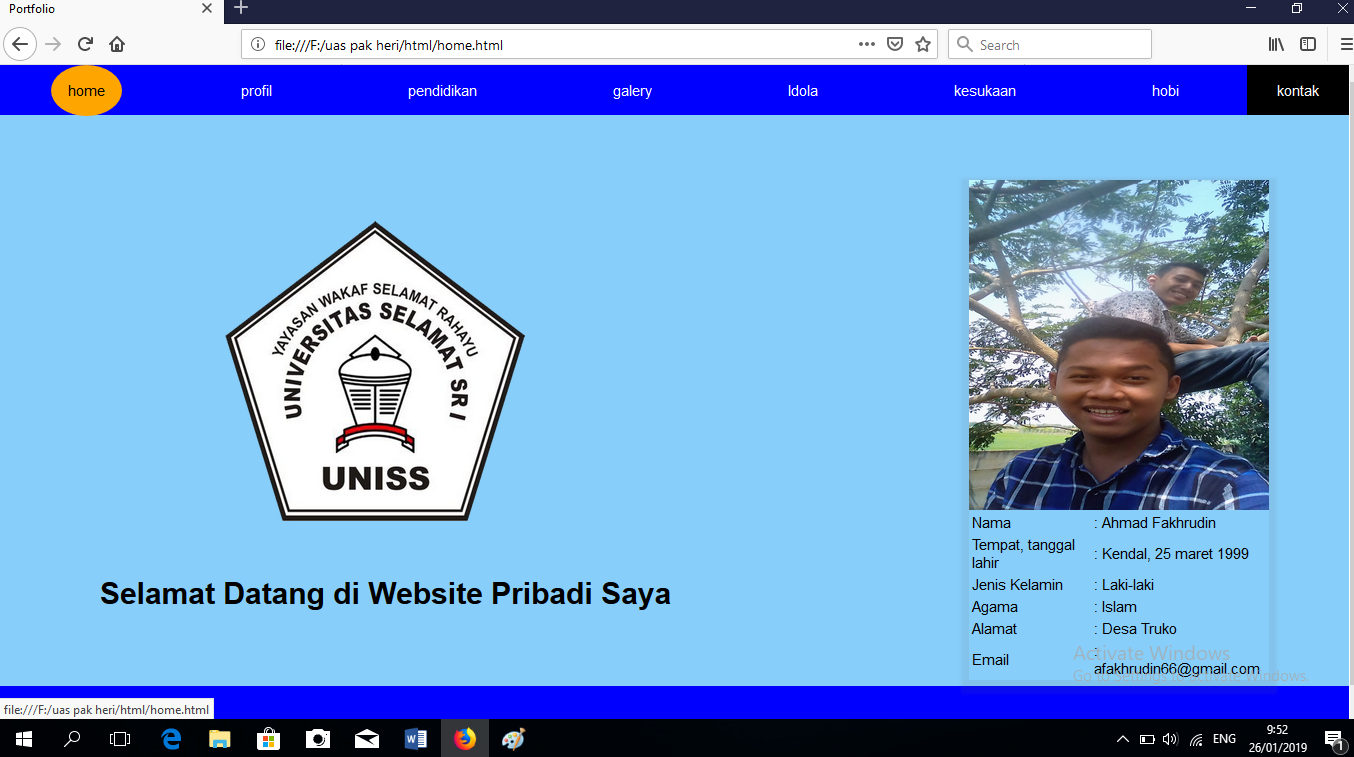 Portfolio
file:///F:/uas pak heri/html/home.html
Search
home profil pendidikan galery Idola kesukaan hobi kontak
YAYASAN WAKAF SELAMAT RAHAYU
UNIVERSITAS SELAMAT SRI
UNISS
Selamat Datang di Website Pribadi Saya
Nama : Ahmad Fakhrudin
Tempat, tanggal lahir : Kendal, 25 maret 1999
Jenis Kelamin : Laki-laki
Agama : Islam
Alamat : Desa Truko
Email : afakhrudin66@gmail.com
Activate Windows
Go to Settings to activate Windows.
file:///F:/uas pak heri/html/home.html
ENG
9:52
26/01/2019
1